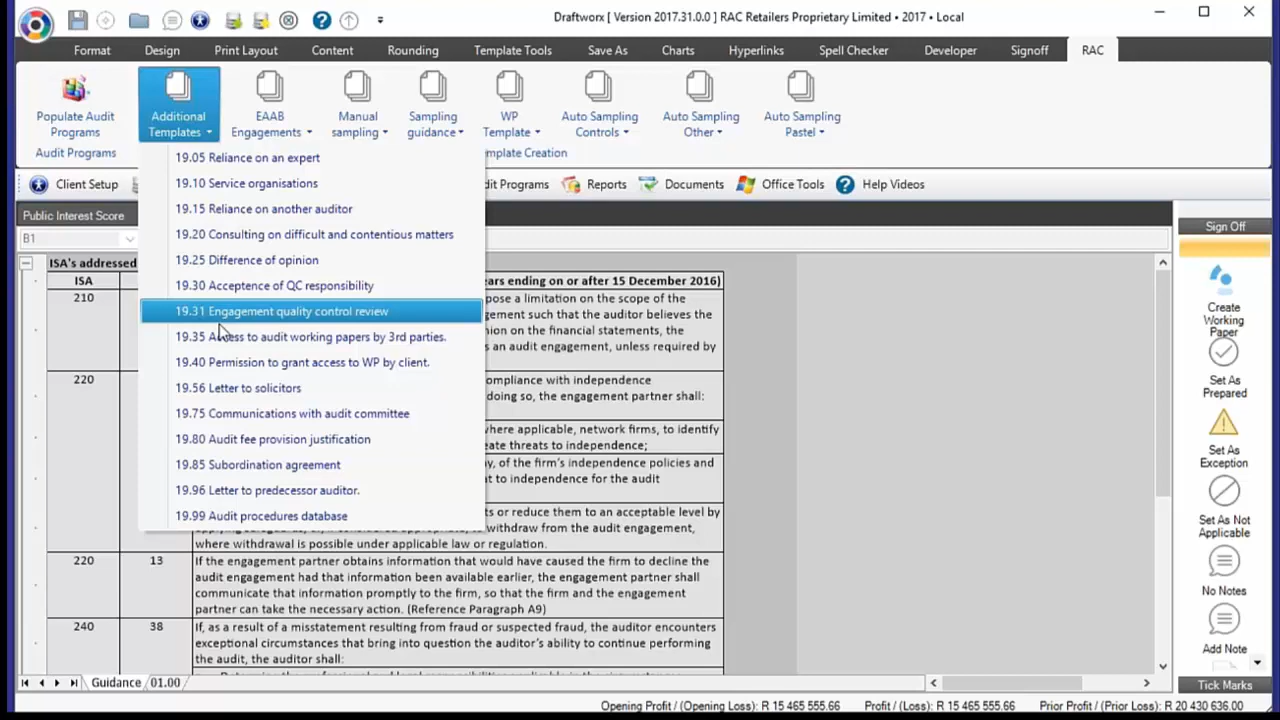 Draftworx [ Version 2017.31.0.0 ] RAC Retailers Proprietary Limited • 2017 • Local
Format Design Print Layout Content Rounding Template Tools Save As Charts Hyperlinks Spell Checker Developer Signoff RAC
Populate Audit Programs
Additional Templates
EAAB Engagements
Manual sampling
Sampling guidance
WP Template
Auto Sampling Controls
Auto Sampling Other
Auto Sampling Pastel
Audit Programs
mplate Creation
Client Setup
dit Programs Reports Documents Office Tools Help Videos
Public Interest Score
B1
19.05 Reliance on an expert
19.10 Service organisations
19.15 Reliance on another auditor
19.20 Consulting on difficult and contentious matters
19.25 Difference of opinion
19.30 Acceptence of QC responsibility
19.31 Engagement quality control review
19.35 Access to audit working papers by 3rd parties.
19.40 Permission to grant access to WP by client.
19.56 Letter to solicitors
19.75 Communications with audit committee
19.80 Audit fee provision justification
19.85 Subordination agreement
19.96 Letter to predecessor auditor.
19.99 Audit procedures database
ISA's addressed
ISA
ears ending on or after 15 December 2016)
210
pose a limitation on the scope of the
gement such that the auditor believes the
nion on the financial statements, the
s an audit engagement, unless required by
220
ompliance with independence
doing so, the engagement partner shall:
where applicable, network firms, to identify
eate threats to independence;
y, of the firm's independence policies and
nt to independence for the audit
ts or reduce them to an acceptable level by
withdraw from the audit engagement,
where withdrawal is possible under applicable law or regulation.
220 13 If the engagement partner obtains information that would have caused the firm to decline the
audit engagement had that information been available earlier, the engagement partner shall
communicate that information promptly to the firm, so that the firm and the engagement
partner can take the necessary action. (Reference Paragraph A9)
240 38 If, as a result of a misstatement resulting from fraud or suspected fraud, the auditor encounters
exceptional circumstances that bring into question the auditor's ability to continue performing
the audit, the auditor shall:
Guidance 01.00
Sign Off
Create Working Paper
Set As Prepared
Set As Exception
Set As Not Applicable
No Notes
Add Note
Tick Marks
Opening Profit / (Opening Loss): R 15 465 555.66 Profit / (Loss): R 15 465 555.66 Prior Profit / (Prior Loss): R 20 430 636.00